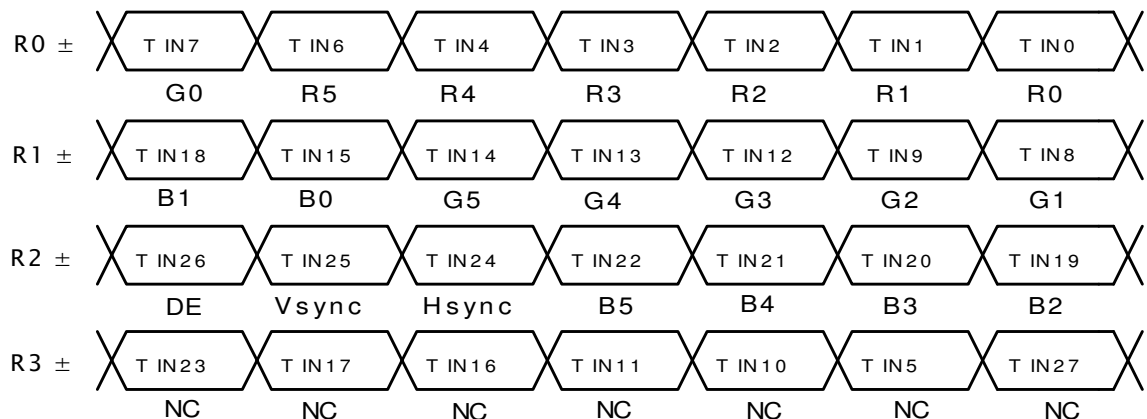 R0 ± T IN7 T IN6 T IN4 T IN3 T IN2 T IN1 T IN0
G0 R5 R4 R3 R2 R1 R0
R1 ± T IN18 T IN15 T IN14 T IN13 T IN12 T IN9 T IN8
B1 B0 G5 G4 G3 G2 G1
R2 ± T IN26 T IN25 T IN24 T IN22 T IN21 T IN20 T IN19
DE Vsync Hsync B5 B4 B3 B2
R3 ± T IN23 T IN17 T IN16 T IN11 T IN10 T IN5 T IN27
NC NC NC NC NC NC NC